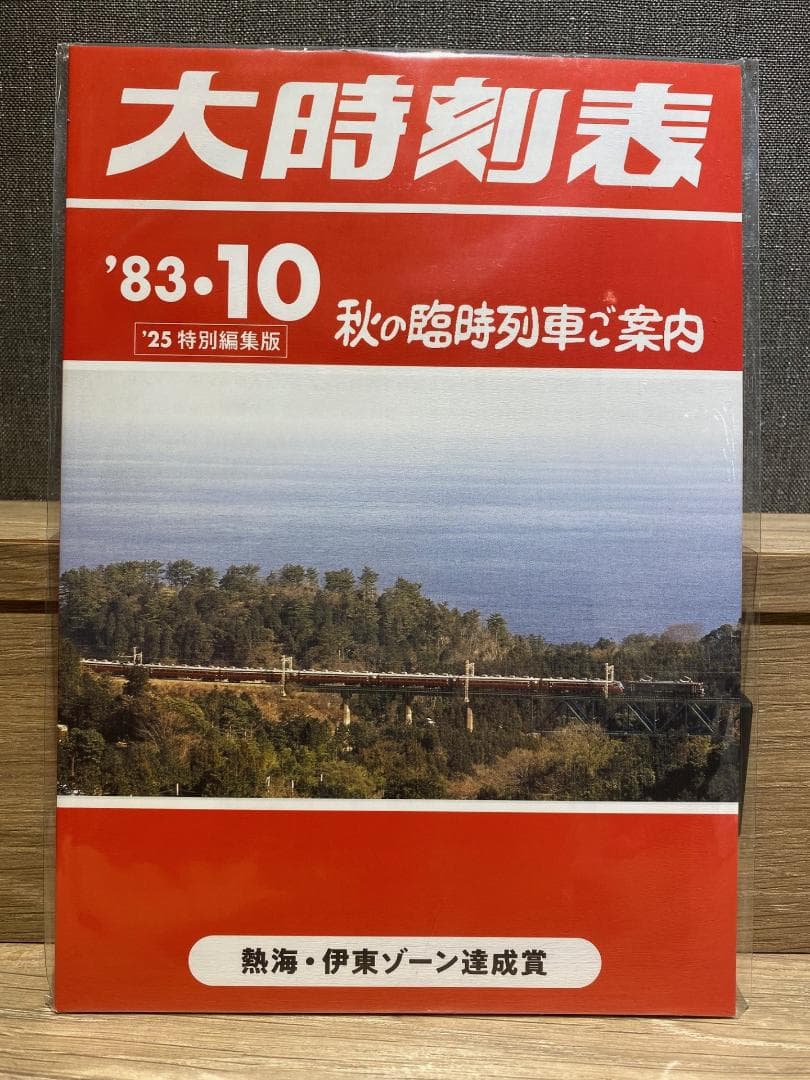 大時刻表
'83・10
'25 特別編集版
秋の臨時列車ご案内
熱海・伊東ゾーン達成賞